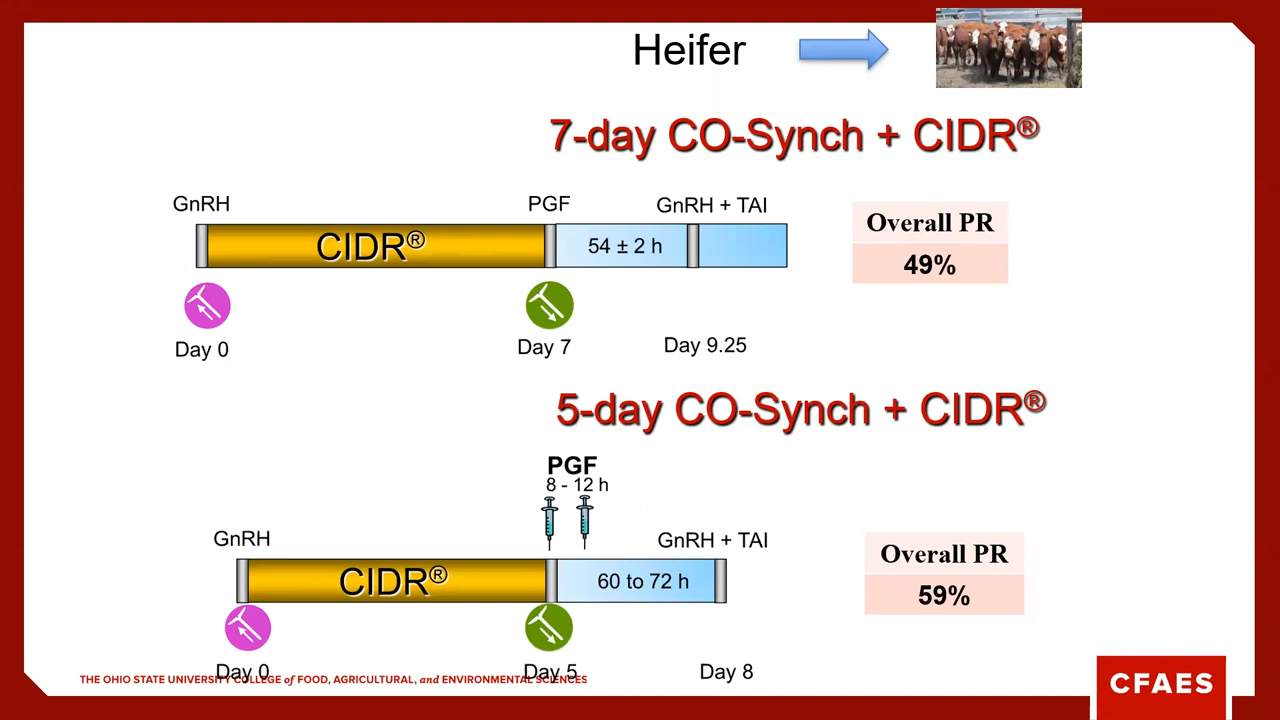 Heifer
7-day CO-Synch + CIDR®
GnRH
PGF
GnRH + TAI
CIDR®
54 ± 2 h
Overall PR
49%
Day 0
Day 7
Day 9.25
5-day CO-Synch + CIDR®
PGF
8 - 12 h
GnRH
GnRH + TAI
CIDR®
60 to 72 h
Overall PR
59%
Day 0
Day 5
Day 8
THE OHIO STATE UNIVERSITY COLLEGE of FOOD, AGRICULTURAL, and ENVIRONMENTAL SCIENCES
CFAES